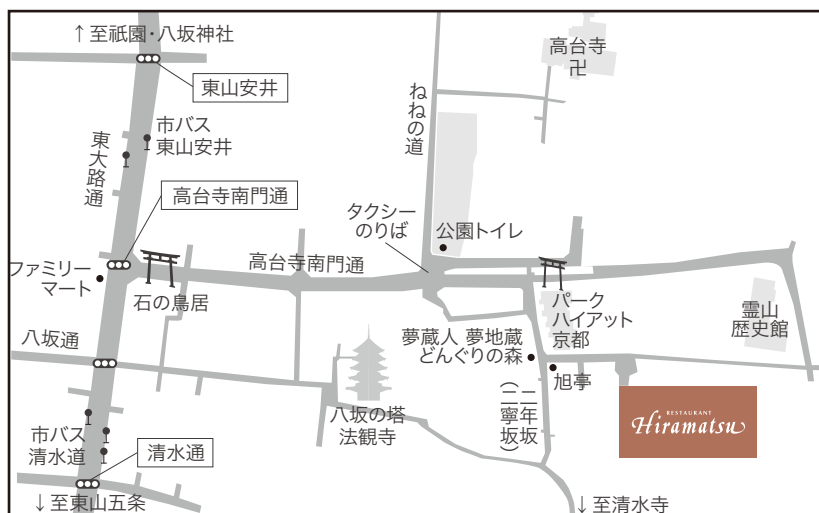 ↑至祇園・八坂神社
東山安井
市バス
東山安井
東大路通
高台寺南門通
ファミリー
マート
石の鳥居
高台寺南門通
タクシー
のりば
ねねの道
公園トイレ
高台寺
卍
パーク
ハイアット
京都
霊山
歴史館
八坂通
八坂の塔
法観寺
夢蔵人 夢地蔵
どんぐりの森
旭亭
二年坂
(二寧坂)
RESTAURANT
Hiramatsu
市バス
清水道
清水通
↓至東山五条
↓至清水寺